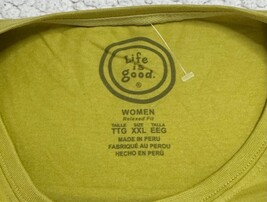 Life
is
good.
®
WOMEN
Relaxed Fit
TAILLE SIZE TALLA
TTG XXL EEG
MADE IN PERU
FABRIQUÉ AU PEROU
HECHO EN PERÚ